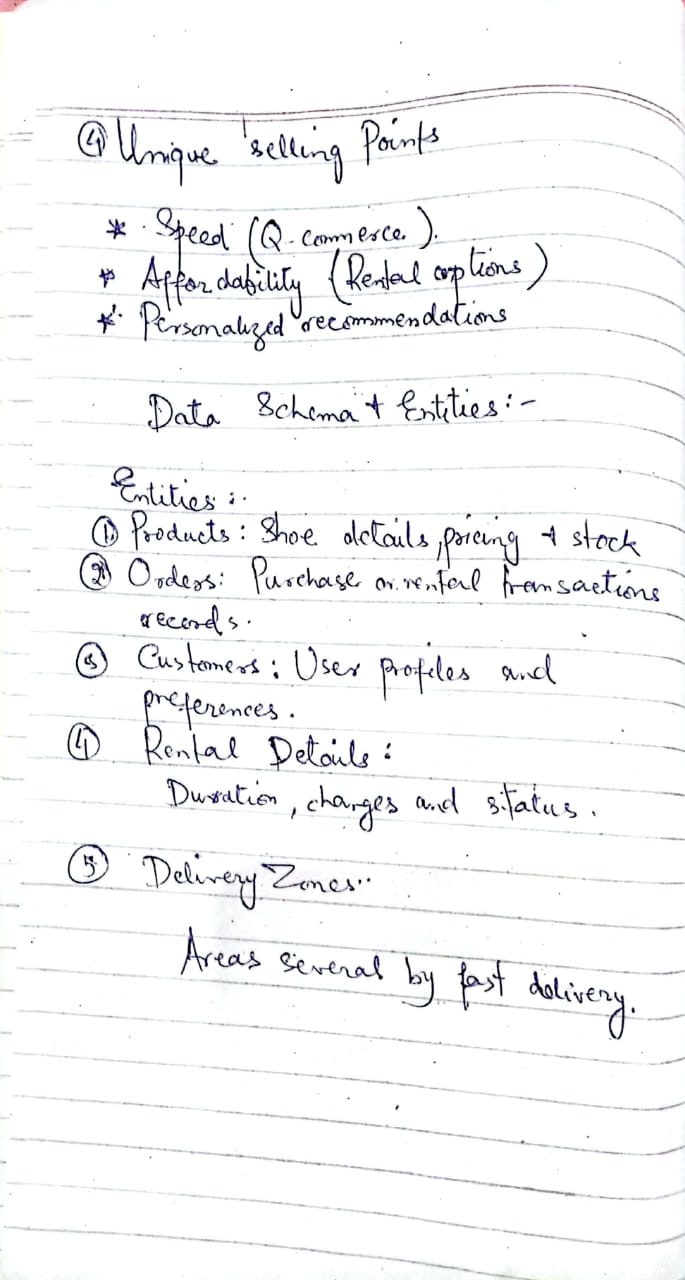 ④ Unique selling Points
* Speed (Q-commerce).
* Affordability (Rental options)
* Personalized recommendations
Data Schema & Entities :-
Entities :-
① Products : Shoe details, pricing & stock
② Orders : Purchase or rental transactions
records.
③ Customers : User profiles and
preferences.
④ Rental Details :
Duration, charges and status.
⑤ Delivery Zones :-
Areas several by fast delivery.